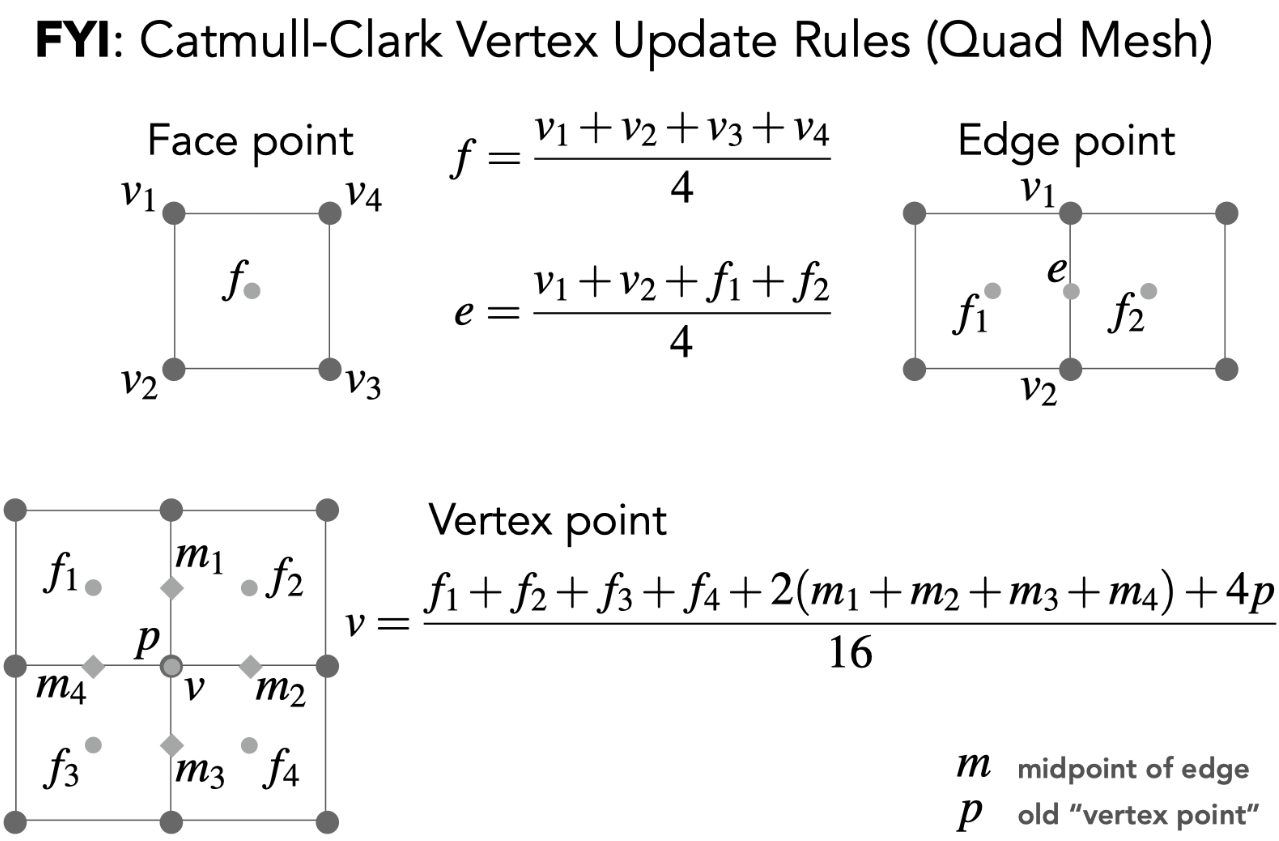 FYI: Catmull-Clark Vertex Update Rules (Quad Mesh)
Face point
f = (v₁ + v₂ + v₃ + v₄) / 4
Edge point
v₁
v₄
f
v₂
v₃
e = (v₁ + v₂ + f₁ + f₂) / 4
v₁
e
f₁
f₂
v₂
Vertex point
v = (f₁ + f₂ + f₃ + f₄ + 2(m₁ + m₂ + m₃ + m₄) + 4p) / 16
f₁
m₁
f₂
p
m₄
v
m₂
f₃
m₃
f₄
m midpoint of edge
p old “vertex point”